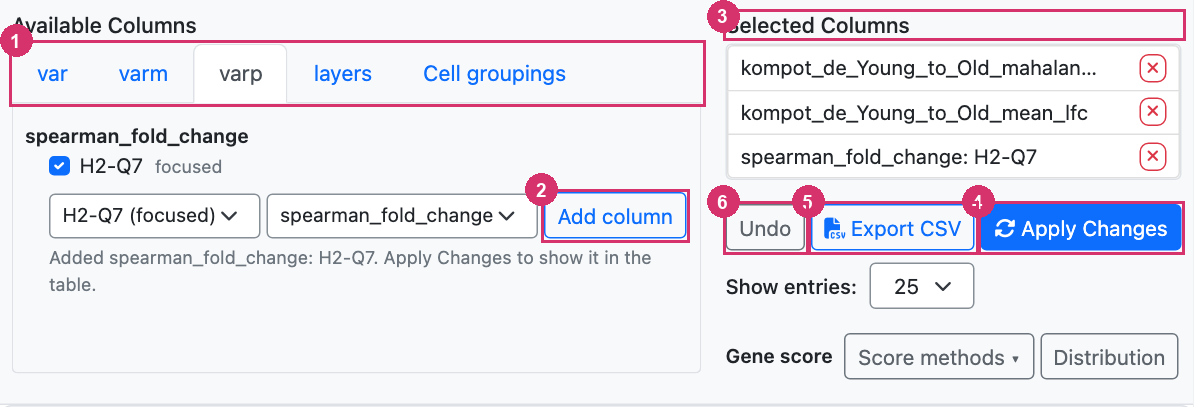 Available Columns
1
var
varm
varp
layers
Cell groupings
spearman_fold_change
H2-Q7 focused
H2-Q7 (focused)
spearman_fold_change
2
Add column
Added spearman_fold_change: H2-Q7. Apply Changes to show it in the
table.
3
Selected Columns
kompot_de_Young_to_Old_mahalan...
kompot_de_Young_to_Old_mean_lfc
spearman_fold_change: H2-Q7
6
Undo
5
CSV
Export CSV
4
Apply Changes
Show entries:
25
Gene score
Score methods
Distribution